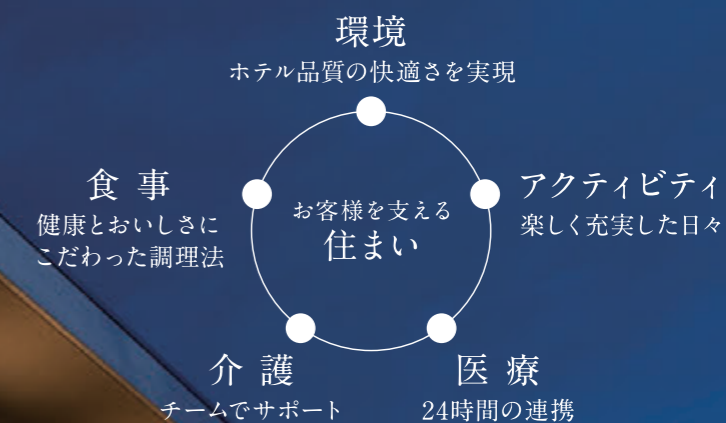 環境
ホテル品質の快適さを実現
食事
健康とおいしさに
こだわった調理法
お客様を支える
住まい
アクティビティ
楽しく充実した日々
介護
チームでサポート
医療
24時間の連携